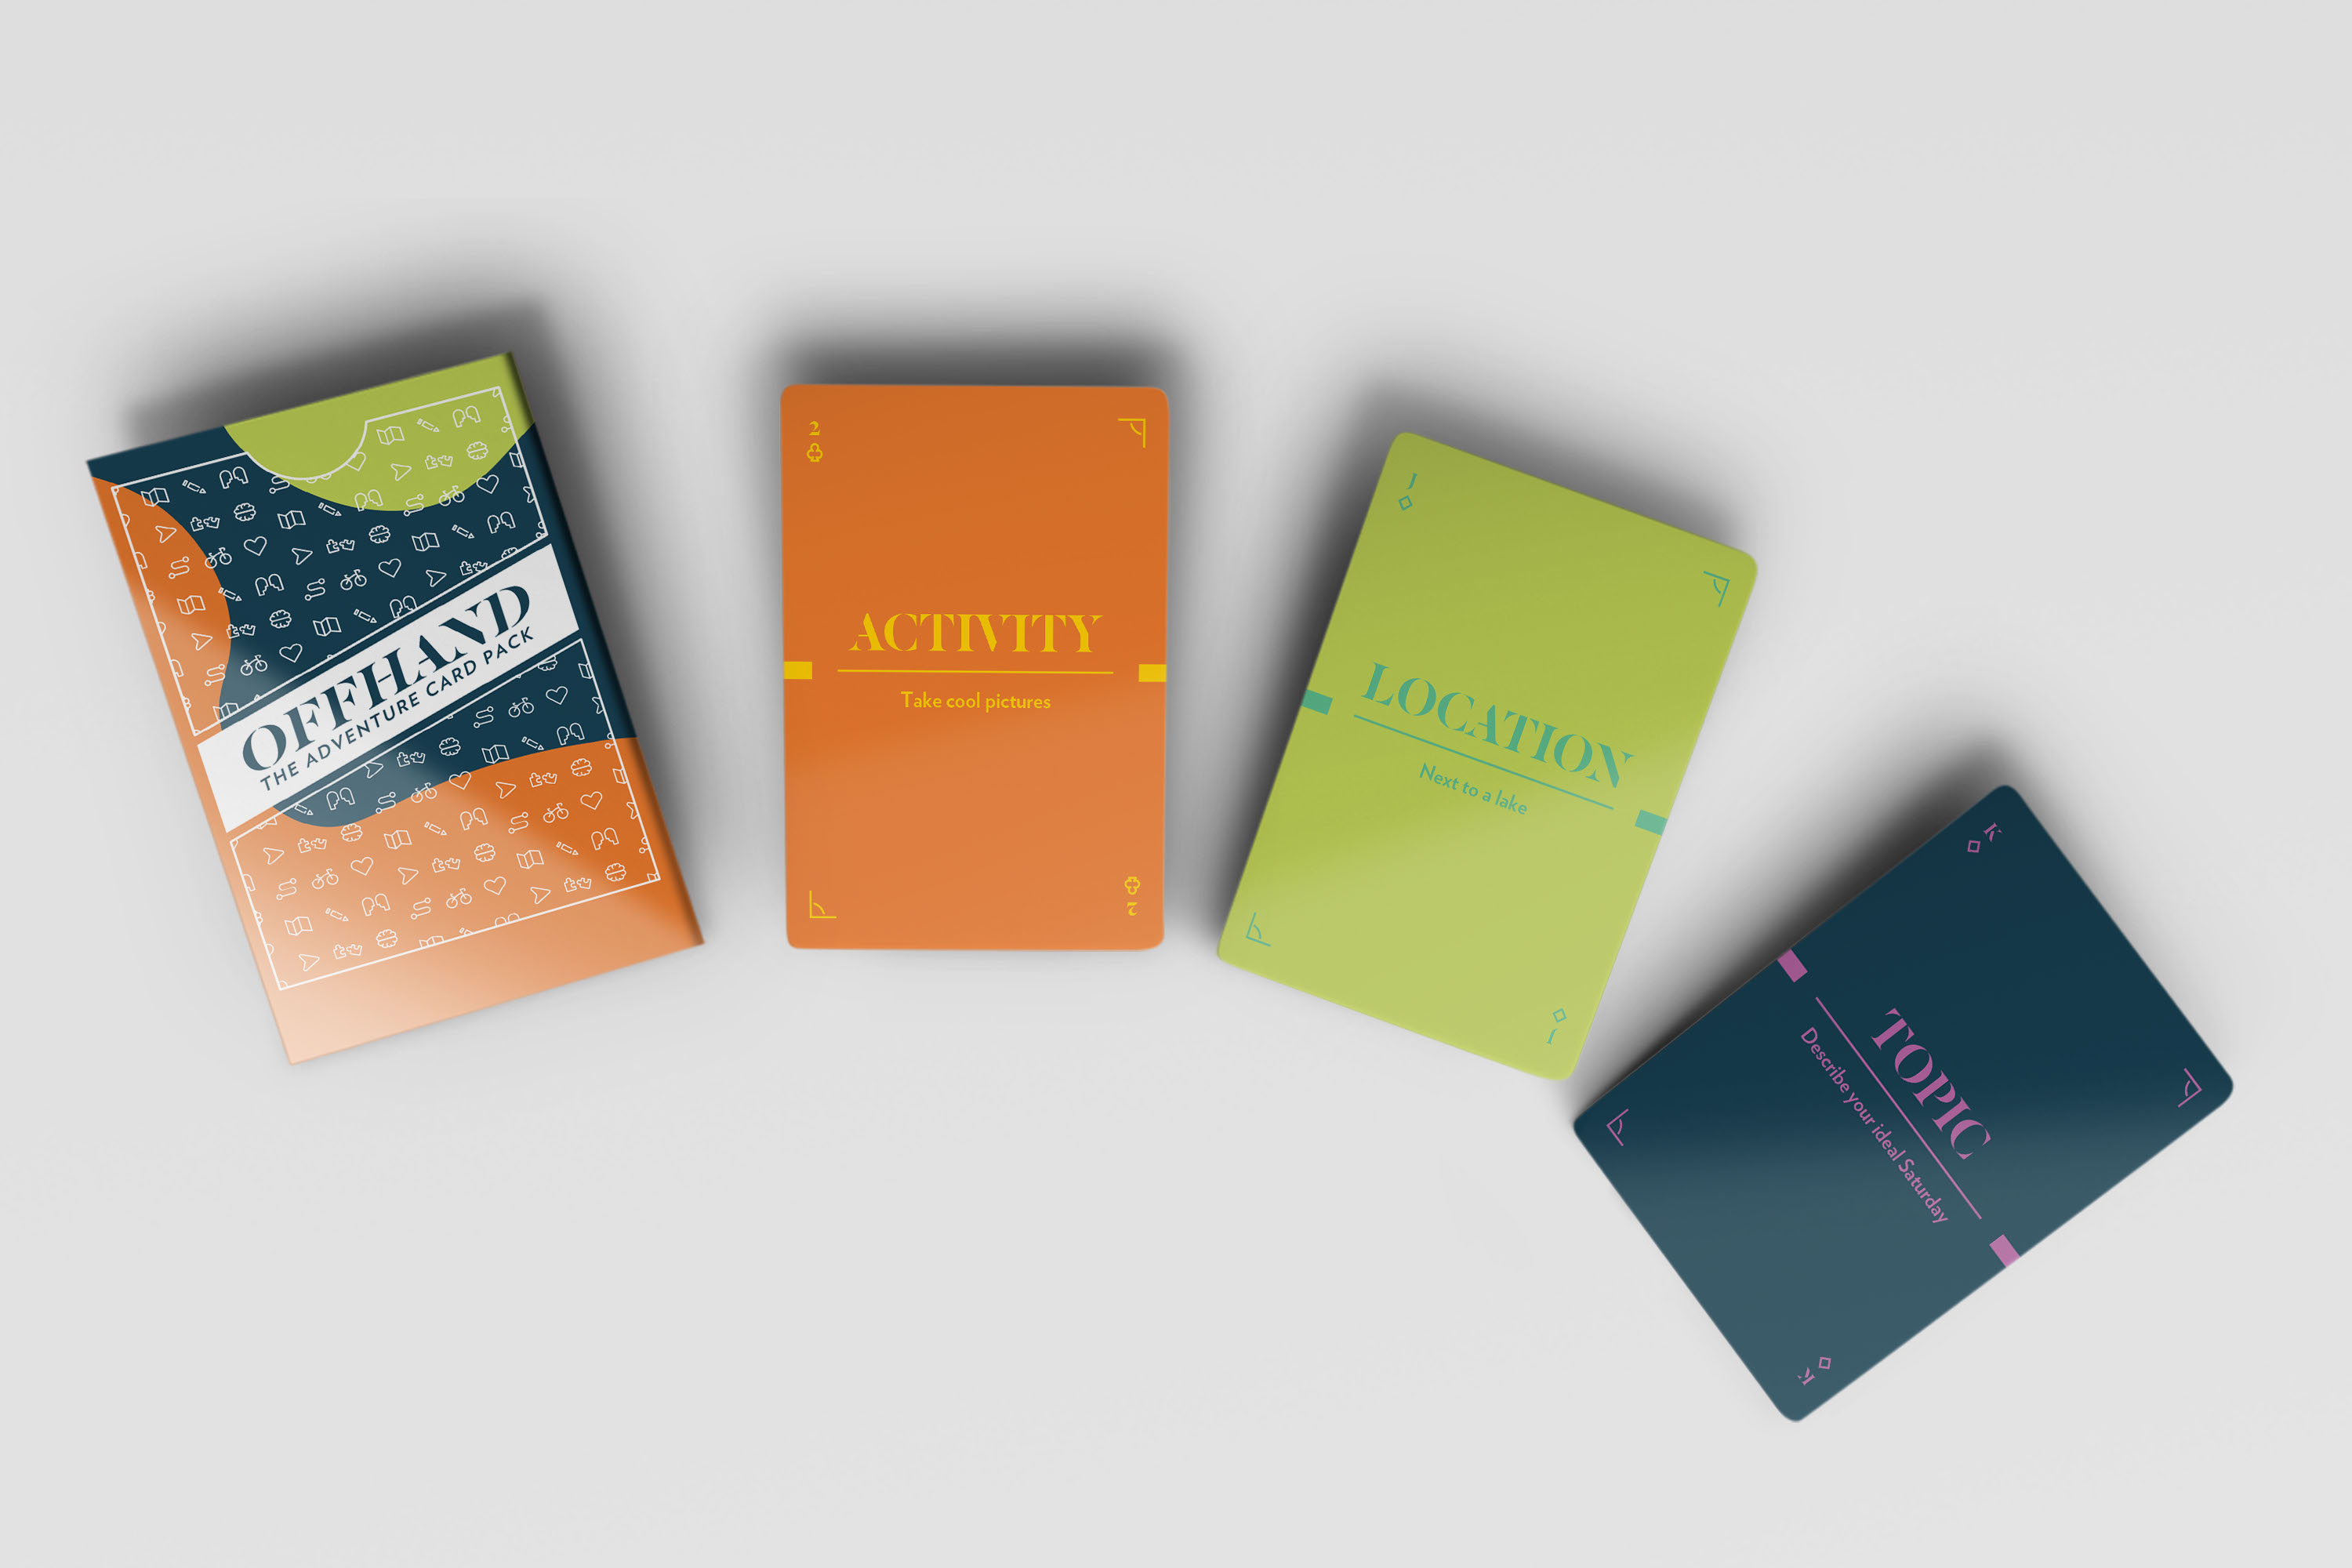 OFFHAND
THE ADVENTURE CARD PACK
2
ACTIVITY
Take cool pictures
2
J
LOCATION
Next to a lake
J
K
TOPIC
Describe your ideal Saturday
K